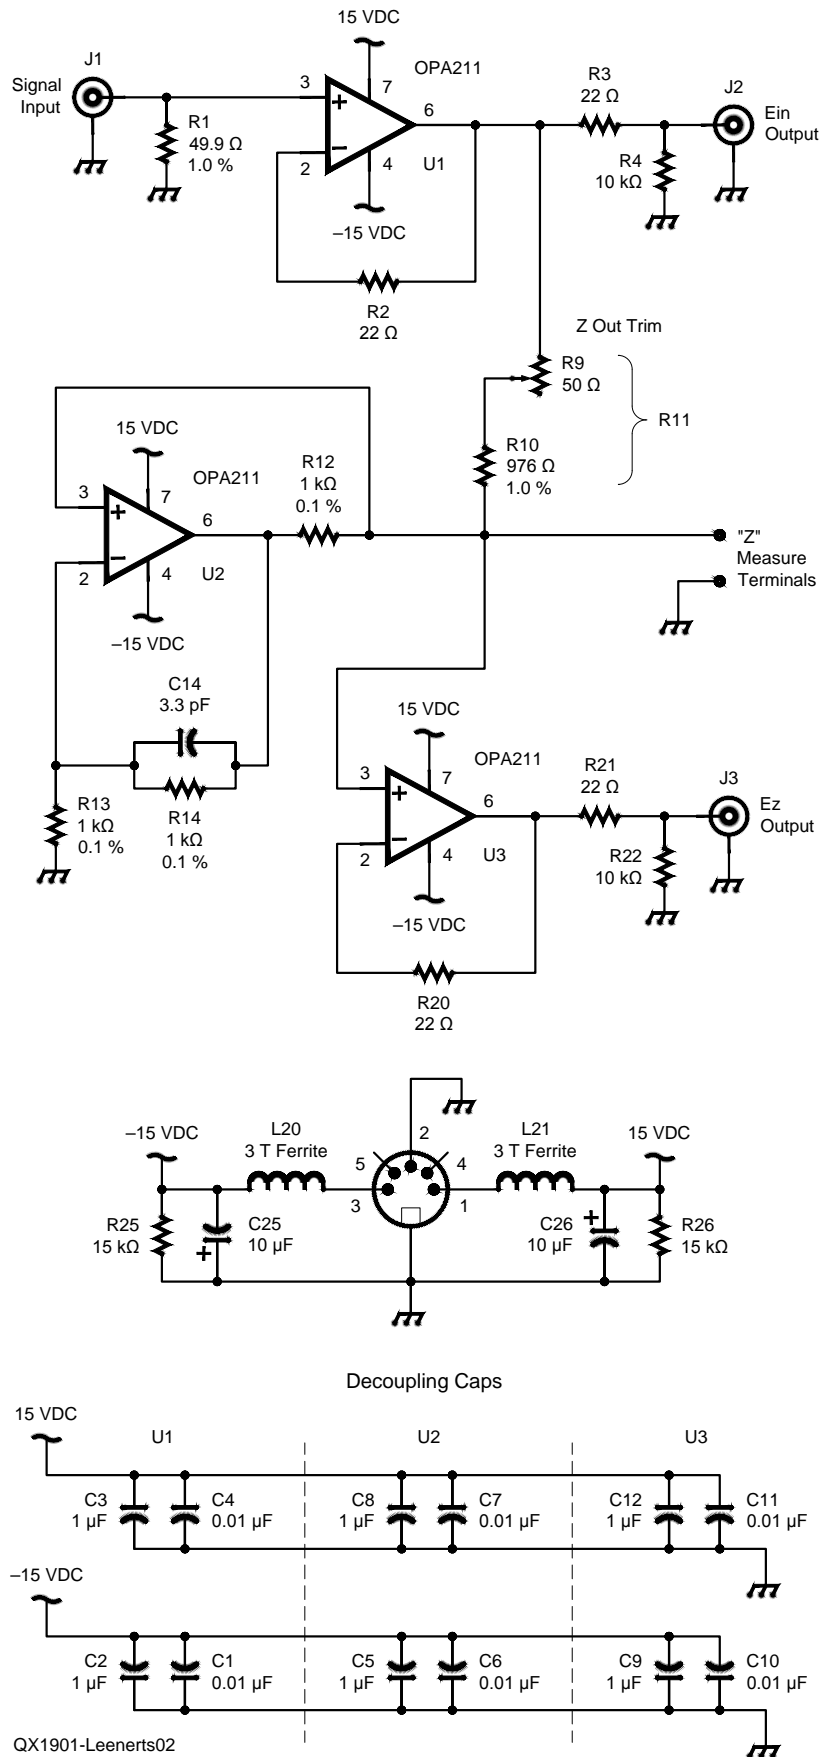 15 VDC
J1
Signal
Input
R1
49.9 Ω
1.0 %
3
+
7
OPA211
6
–
2
4
U1
–15 VDC
R2
22 Ω
R3
22 Ω
R4
10 kΩ
J2
Ein
Output
Z Out Trim
R9
50 Ω
R11
R10
976 Ω
1.0 %
15 VDC
OPA211
3
+
7
6
–
2
4
U2
–15 VDC
R12
1 kΩ
0.1 %
"Z"
Measure
Terminals
C14
3.3 pF
R13
1 kΩ
0.1 %
R14
1 kΩ
0.1 %
15 VDC
OPA211
3
+
7
6
–
2
4
U3
–15 VDC
R20
22 Ω
R21
22 Ω
R22
10 kΩ
J3
Ez
Output
–15 VDC
L20
3 T Ferrite
2
L21
3 T Ferrite
15 VDC
5
4
3
1
R25
15 kΩ
C25
10 µF
+
C26
10 µF
+
R26
15 kΩ
Decoupling Caps
15 VDC
U1
U2
U3
C3
1 µF
C4
0.01 µF
C8
1 µF
C7
0.01 µF
C12
1 µF
C11
0.01 µF
–15 VDC
C2
1 µF
C1
0.01 µF
C5
1 µF
C6
0.01 µF
C9
1 µF
C10
0.01 µF
QX1901-Leenerts02